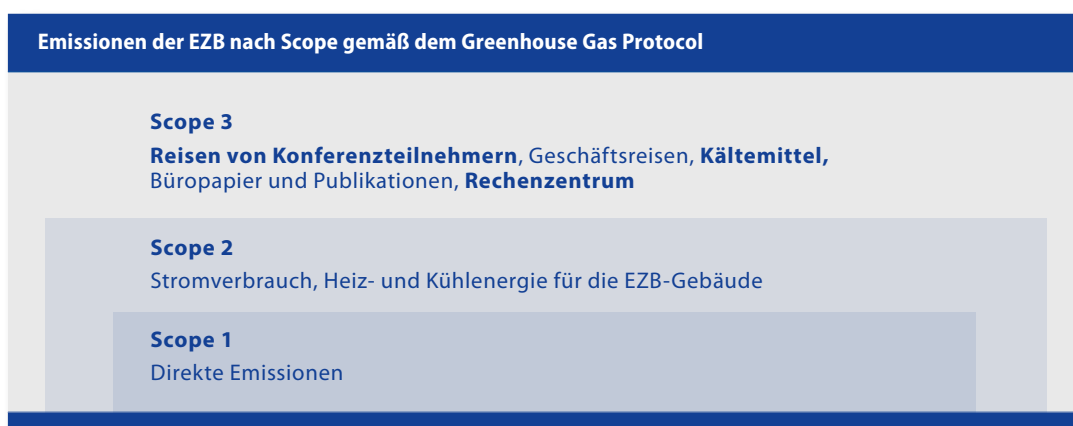 Emissionen der EZB nach Scope gemäß dem Greenhouse Gas Protocol
Scope 3
Reisen von Konferenzteilnehmern, Geschäftsreisen, Kältemittel,
Büropapier und Publikationen, Rechenzentrum
Scope 2
Stromverbrauch, Heiz- und Kühlenergie für die EZB-Gebäude
Scope 1
Direkte Emissionen